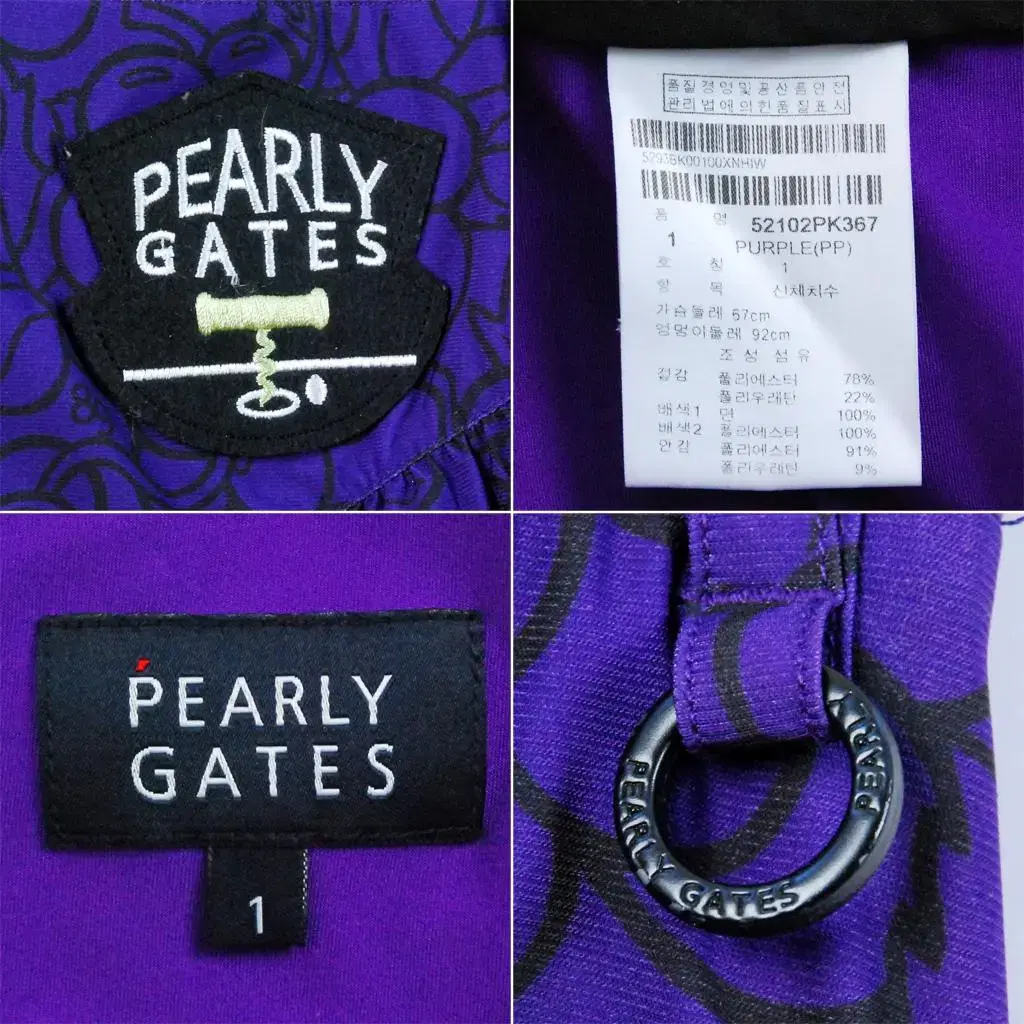 PEARLY
GATES
품질경영및공산품안전
관리법에의한품질표시
5293BK00100XNHIW
품 명 52102PK367
1 PURPLE(PP)
호 칭 1
항 목 신체치수
가슴둘레 67cm
엉덩이둘레 92cm
조성 섬유
겉감 폴리에스터 78%
폴리우레탄 22%
배색1 면 100%
배색2 폴리에스터 100%
안감 폴리에스터 91%
폴리우레탄 9%
PEARLY
GATES
1
PEARLY GATES
PEARLY